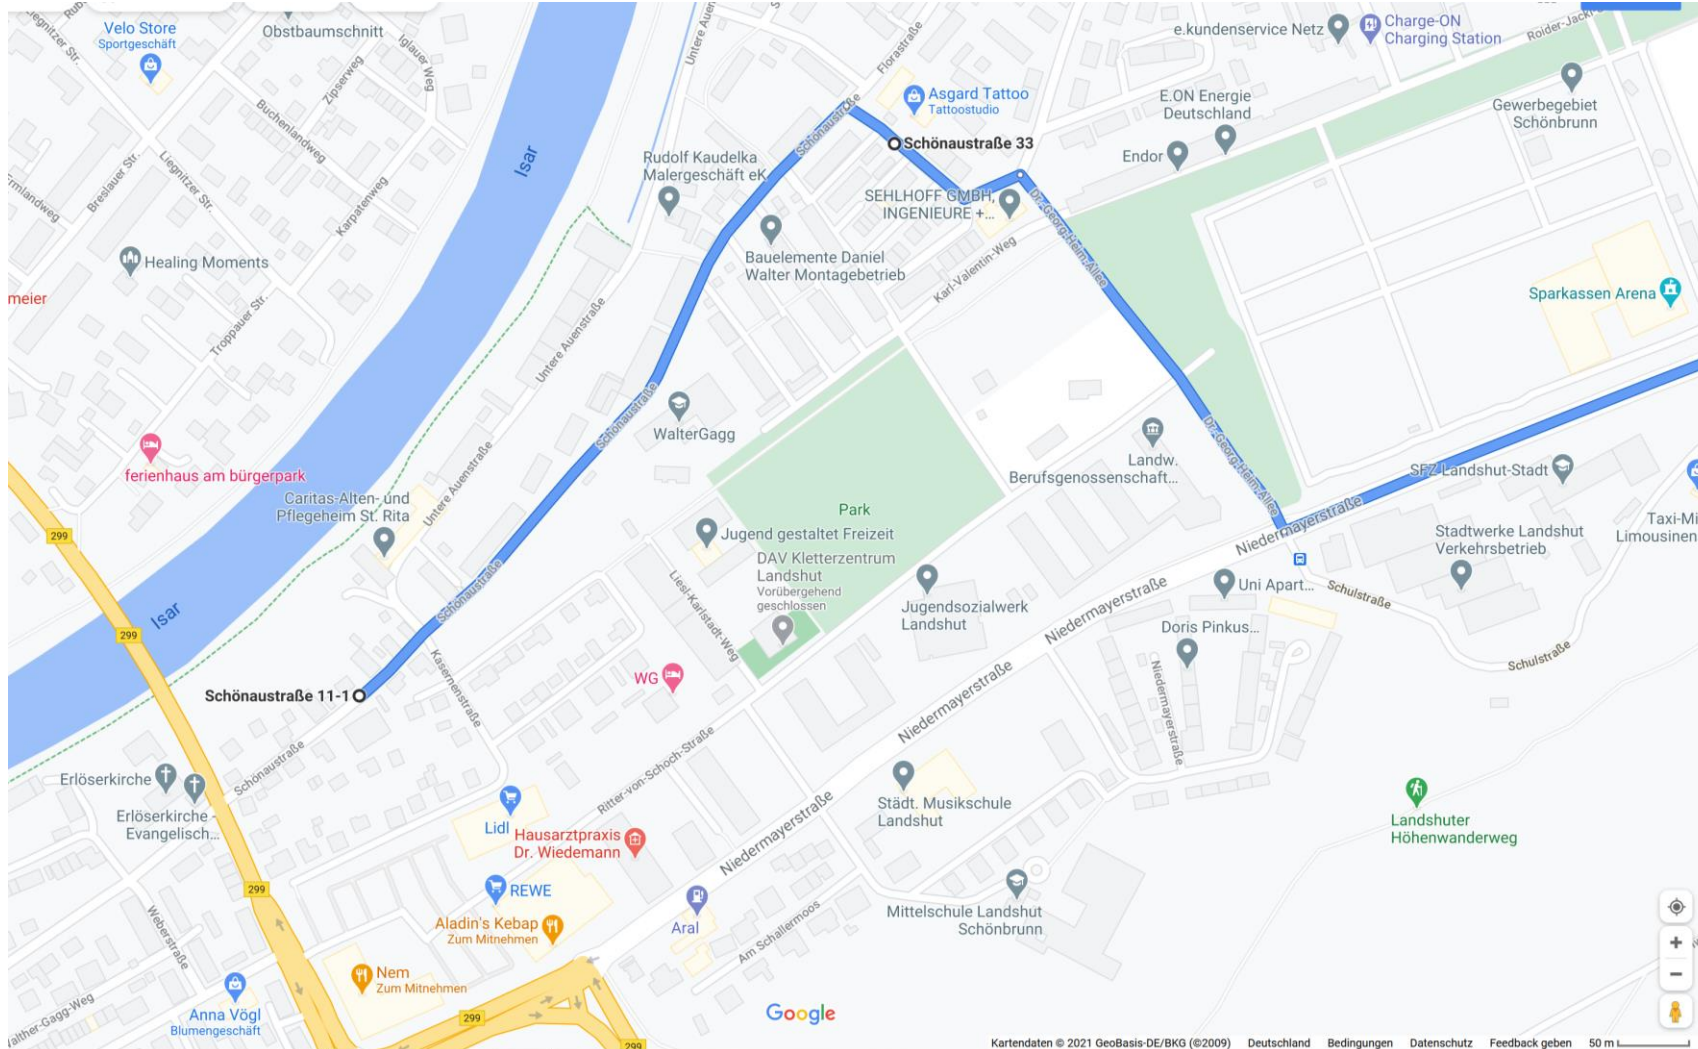 Liegnitzer Str.
Velo Store
Sportgeschäft
Obstbaumschnitt
Iglauer Weg
Zipserweg
Buchenlandweg
Breslauer Str.
Liegnitzer Str.
Ermlandweg
Karpatenweg
Isar
Healing Moments
meier
Troppauer Str.
ferienhaus am bürgerpark
Untere Auen
Florastraße
Schönaustraße
Asgard Tattoo
Tattoostudio
Schönaustraße 33
e.kundenservice Netz
Charge-ON
Charging Station
Roider-Jackl-
E.ON Energie
Deutschland
Gewerbegebiet
Schönbrunn
Endor
Rudolf Kaudelka
Malergeschäft eK
SEHLHOFF GMBH,
INGENIEURE +...
Dr.-Georg-Heim-Allee
Bauelemente Daniel
Walter Montagebetrieb
Karl-Valentin-Weg
Sparkassen Arena
Untere Auenstraße
Schönaustraße
WalterGagg
Landw.
Berufsgenossenschaft...
Dr.-Georg-Heim-Allee
SFZ Landshut-Stadt
Caritas-Alten- und
Pflegeheim St. Rita
Untere Auenstraße
Park
Jugend gestaltet Freizeit
DAV Kletterzentrum
Landshut
Vorübergehend
geschlossen
Niedermayerstraße
Stadtwerke Landshut
Verkehrsbetrieb
Taxi-Mi
Limousinen
299
Isar
299
Schönaustraße
Liesl-Karlstadt-Weg
Jugendsozialwerk
Landshut
Niedermayerstraße
Uni Apart...
Schulstraße
Doris Pinkus...
Schulstraße
Kasernenstraße
Schönaustraße 11-1
WG
Niedermayerstraße
Niedermayerstraße
Schönaustraße
Ritter-von-Schoch-Straße
Erlöserkirche
Erlöserkirche -
Evangelisch...
Lidl
Hausarztpraxis
Dr. Wiedemann
Städt. Musikschule
Landshut
Niedermayerstraße
Landshuter
Höhenwanderweg
299
REWE
Aladin's Kebap
Zum Mitnehmen
Aral
Am Schallermoos
Mittelschule Landshut
Schönbrunn
Weberstraße
Nem
Zum Mitnehmen
Anna Vögl
Blumengeschäft
Walther-Gagg-Weg
299
299
Google
Kartendaten © 2021 GeoBasis-DE/BKG (©2009) Deutschland Bedingungen Datenschutz Feedback geben 50 m